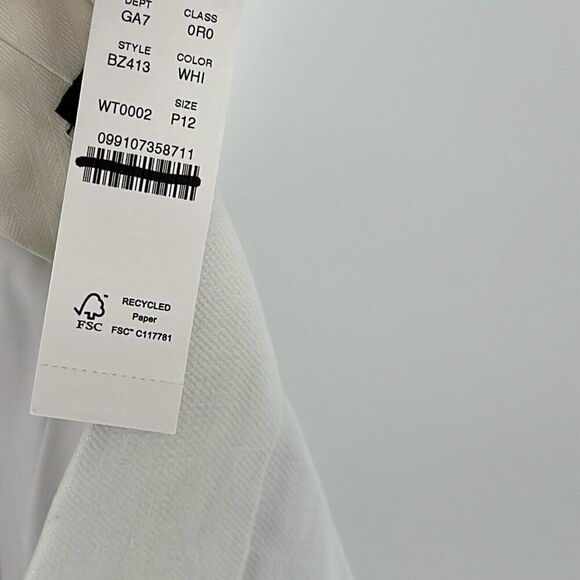 DEPT CLASS
GA7 0R0
STYLE COLOR
BZ413 WHI
SIZE
WT0002 P12
099107358711
RECYCLED
Paper
FSC™ C117781
FSC